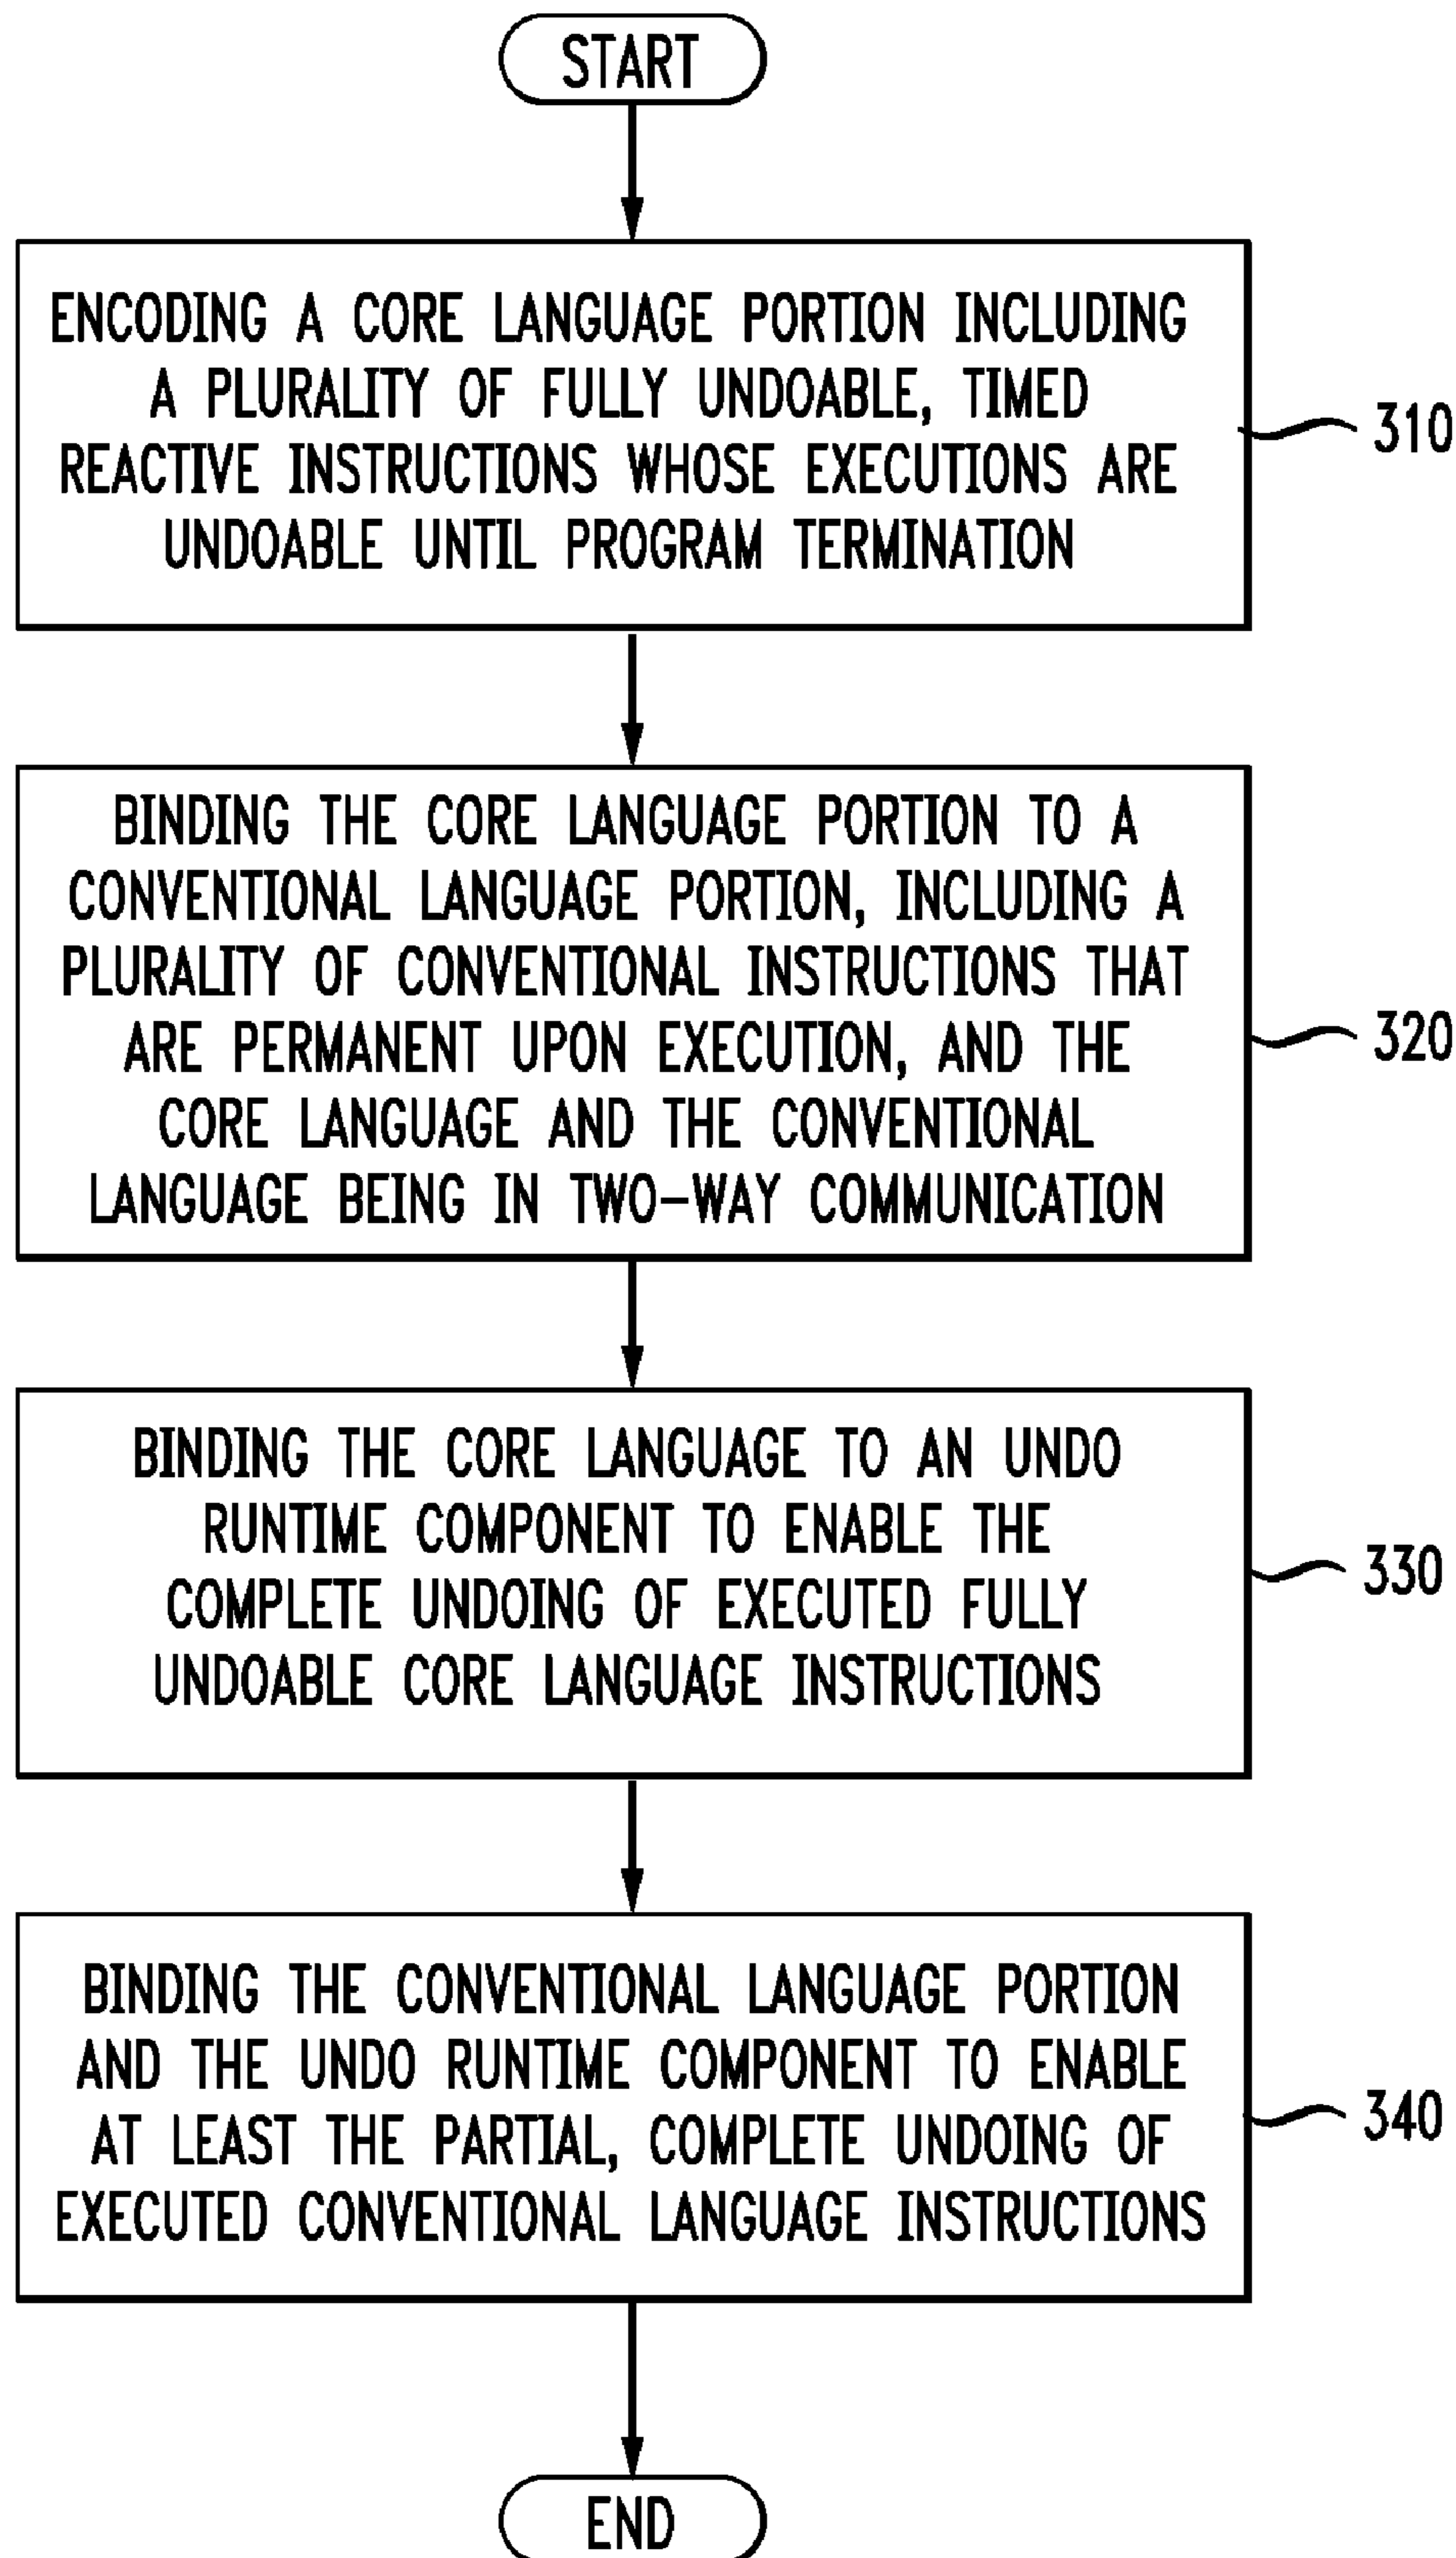 START
ENCODING A CORE LANGUAGE PORTION INCLUDING
A PLURALITY OF FULLY UNDOABLE, TIMED
REACTIVE INSTRUCTIONS WHOSE EXECUTIONS ARE
UNDOABLE UNTIL PROGRAM TERMINATION
310
BINDING THE CORE LANGUAGE PORTION TO A
CONVENTIONAL LANGUAGE PORTION, INCLUDING A
PLURALITY OF CONVENTIONAL INSTRUCTIONS THAT
ARE PERMANENT UPON EXECUTION, AND THE
CORE LANGUAGE AND THE CONVENTIONAL
LANGUAGE BEING IN TWO-WAY COMMUNICATION
320
BINDING THE CORE LANGUAGE TO AN UNDO
RUNTIME COMPONENT TO ENABLE THE
COMPLETE UNDOING OF EXECUTED FULLY
UNDOABLE CORE LANGUAGE INSTRUCTIONS
330
BINDING THE CONVENTIONAL LANGUAGE PORTION
AND THE UNDO RUNTIME COMPONENT TO ENABLE
AT LEAST THE PARTIAL, COMPLETE UNDOING OF
EXECUTED CONVENTIONAL LANGUAGE INSTRUCTIONS
340
END